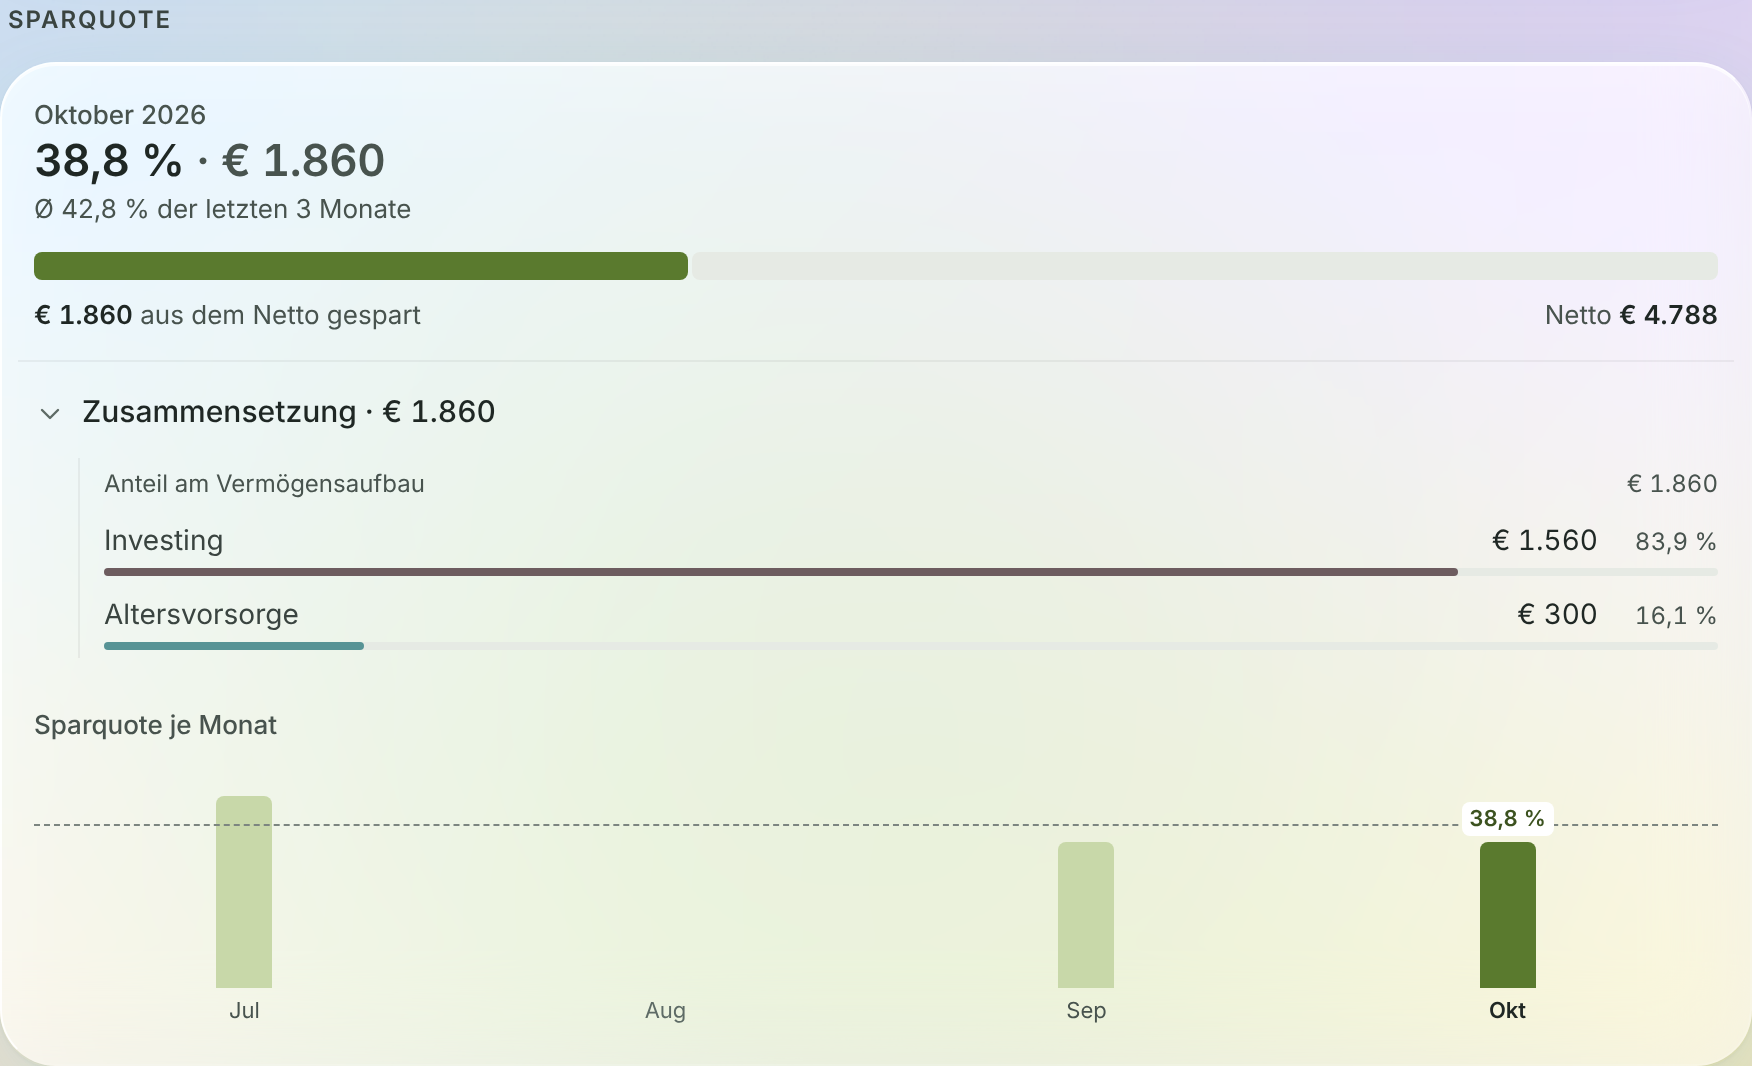 SPARQUOTE
Oktober 2026
38,8 % · € 1.860
Ø 42,8 % der letzten 3 Monate
€ 1.860 aus dem Netto gespart
Netto € 4.788
Zusammensetzung · € 1.860
Anteil am Vermögensaufbau
€ 1.860
Investing
€ 1.560
83,9 %
Altersvorsorge
€ 300
16,1 %
Sparquote je Monat
38,8 %
Jul
Aug
Sep
Okt